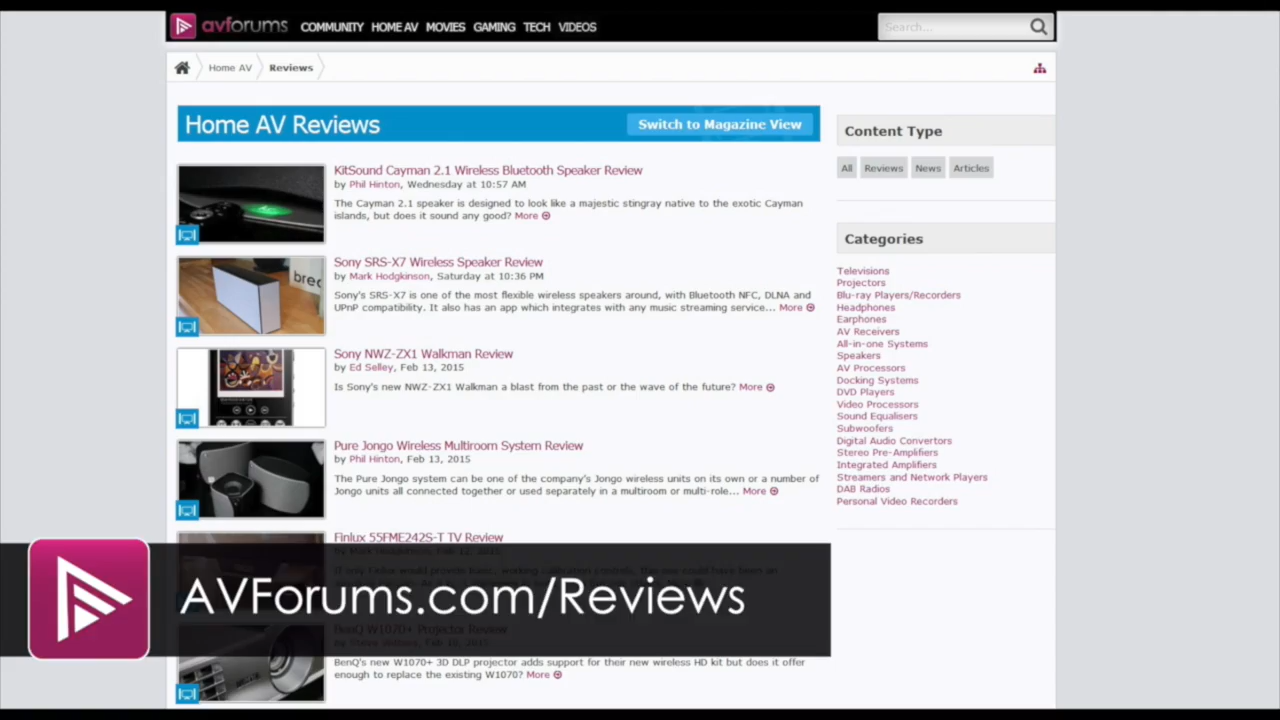 avforums COMMUNITY HOME AV MOVIES GAMING TECH VIDEOS Search...
Home AV Reviews
Home AV Reviews
Switch to Magazine View
KitSound Cayman 2.1 Wireless Bluetooth Speaker Review
by Phil Hinton, Wednesday at 10:57 AM
The Cayman 2.1 speaker is designed to look like a majestic stingray native to the exotic Cayman
islands, but does it sound any good? More
Sony SRS-X7 Wireless Speaker Review
by Mark Hodgkinson, Saturday at 10:36 PM
Sony's SRS-X7 is one of the most flexible wireless speakers around, with Bluetooth NFC, DLNA and
UPnP compatibility. It also has an app which integrates with any music streaming service... More
Sony NWZ-ZX1 Walkman Review
by Ed Selley, Feb 13, 2015
Is Sony's new NWZ-ZX1 Walkman a blast from the past or the wave of the future? More
Pure Jongo Wireless Multiroom System Review
by Phil Hinton, Feb 13, 2015
The Pure Jongo system can be one of the company's Jongo wireless units on its own or a number of
Jongo units all connected together or used separately in a multiroom or multi-role... More
Finlux 55FME242S-T TV Review
by Mark Hodgkinson, Feb 12, 2015
AVForums.com/Reviews
BenQ W1070+ Projector Review
BenQ's new W1070+ 3D DLP projector adds support for their new wireless HD kit but does it offer
enough to replace the existing W1070? More
Content Type
All Reviews News Articles
Categories
Televisions
Projectors
Blu-ray Players/Recorders
Headphones
Earphones
AV Receivers
All-in-one Systems
Speakers
AV Processors
Docking Systems
DVD Players
Video Processors
Sound Equalisers
Subwoofers
Digital Audio Convertors
Stereo Pre-Amplifiers
Integrated Amplifiers
Streamers and Network Players
DAB Radios
Personal Video Recorders